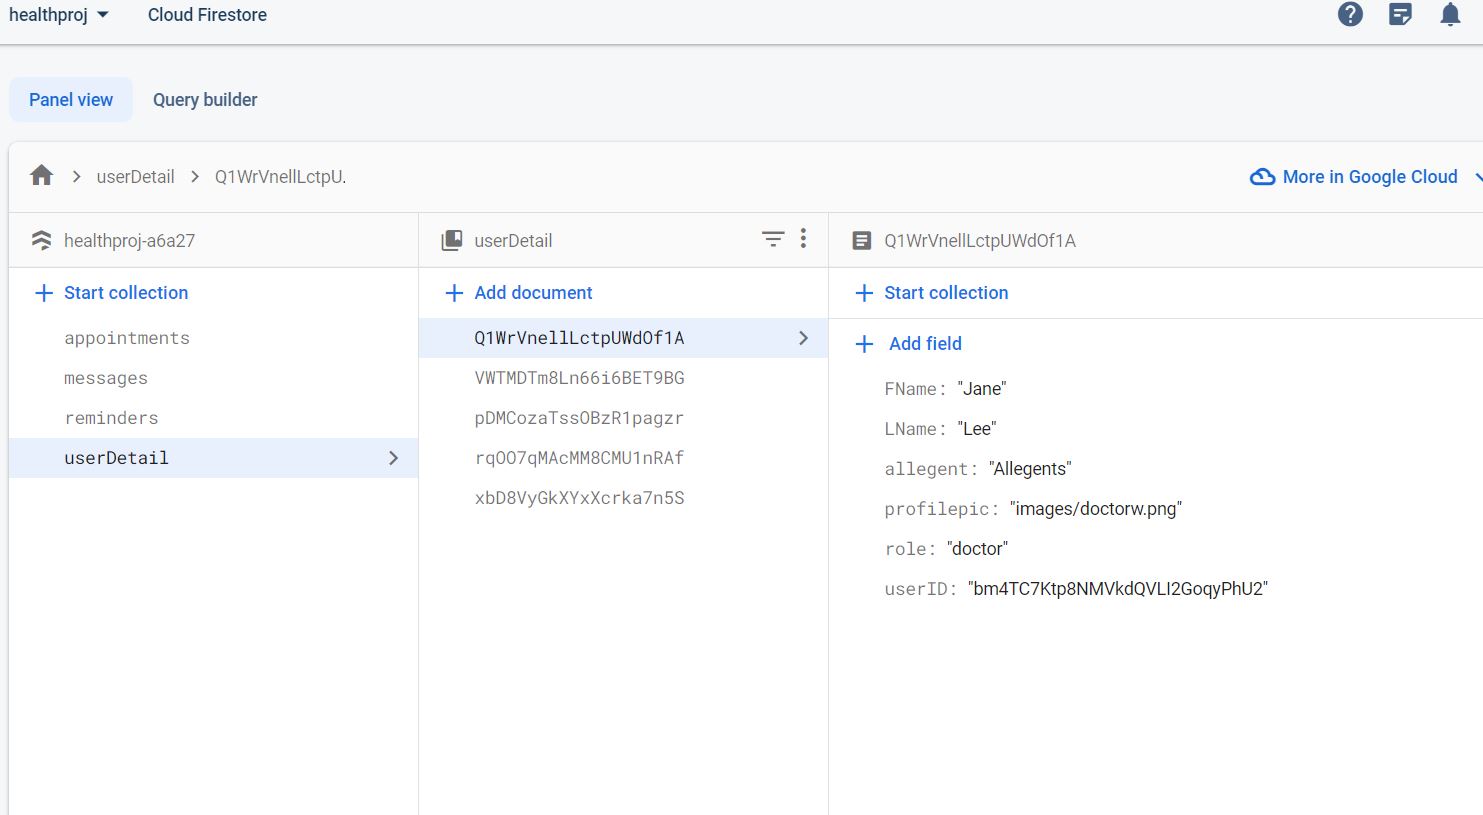 healthproj Cloud Firestore
Panel view Query builder
userDetail Q1WrVnellLctpU.
More in Google Cloud
healthproj-a6a27
Start collection
appointments
messages
reminders
userDetail
userDetail
Add document
Q1WrVnellLctpUWdOf1A
VWTMDTm8Ln66i6BET9BG
pDMCozaTssOBzR1pagzr
rqOO7qMAcMM8CMU1nRAf
xbD8VyGkXYxXcrka7n5S
Q1WrVnellLctpUWdOf1A
Start collection
Add field
FName: "Jane"
LName: "Lee"
allegent: "Allegents"
profilepic: "images/doctorw.png"
role: "doctor"
userID: "bm4TC7Ktp8NMVkdQVLI2GoqyPhU2"